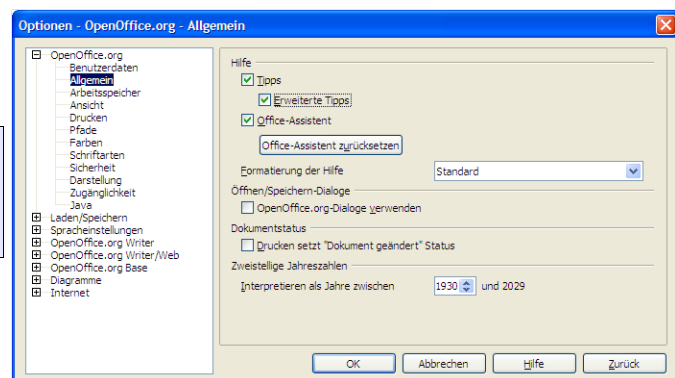 Optionen - OpenOffice.org - Allgemein
OpenOffice.org
Benutzerdaten
Allgemein
Arbeitsspeicher
Ansicht
Drucken
Pfade
Farben
Schriftarten
Sicherheit
Darstellung
Zugänglichkeit
Java
Laden/Speichern
Spracheinstellungen
OpenOffice.org Writer
OpenOffice.org Writer/Web
OpenOffice.org Base
Diagramme
Internet
Hilfe
Tipps
Erweiterte Tipps
Office-Assistent
Office-Assistent zurücksetzen
Formatierung der Hilfe Standard
Öffnen/Speichern-Dialoge
OpenOffice.org-Dialoge verwenden
Dokumentstatus
Drucken setzt "Dokument geändert" Status
Zweistellige Jahreszahlen
Interpretieren als Jahre zwischen 1930 und 2029
OK Abbrechen Hilfe Zurück